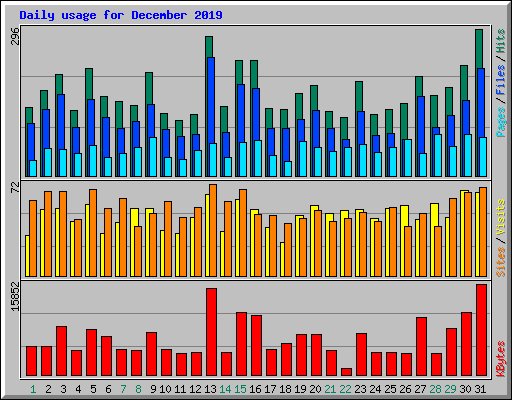 Daily usage for December 2019
296
Pages/Files/Hits
72
Sites/Visits
15852
KBytes
1 2 3 4 5 6 7 8 9 10 11 12 13 14 15 16 17 18 19 20 21 22 23 24 25 26 27 28 29 30 31